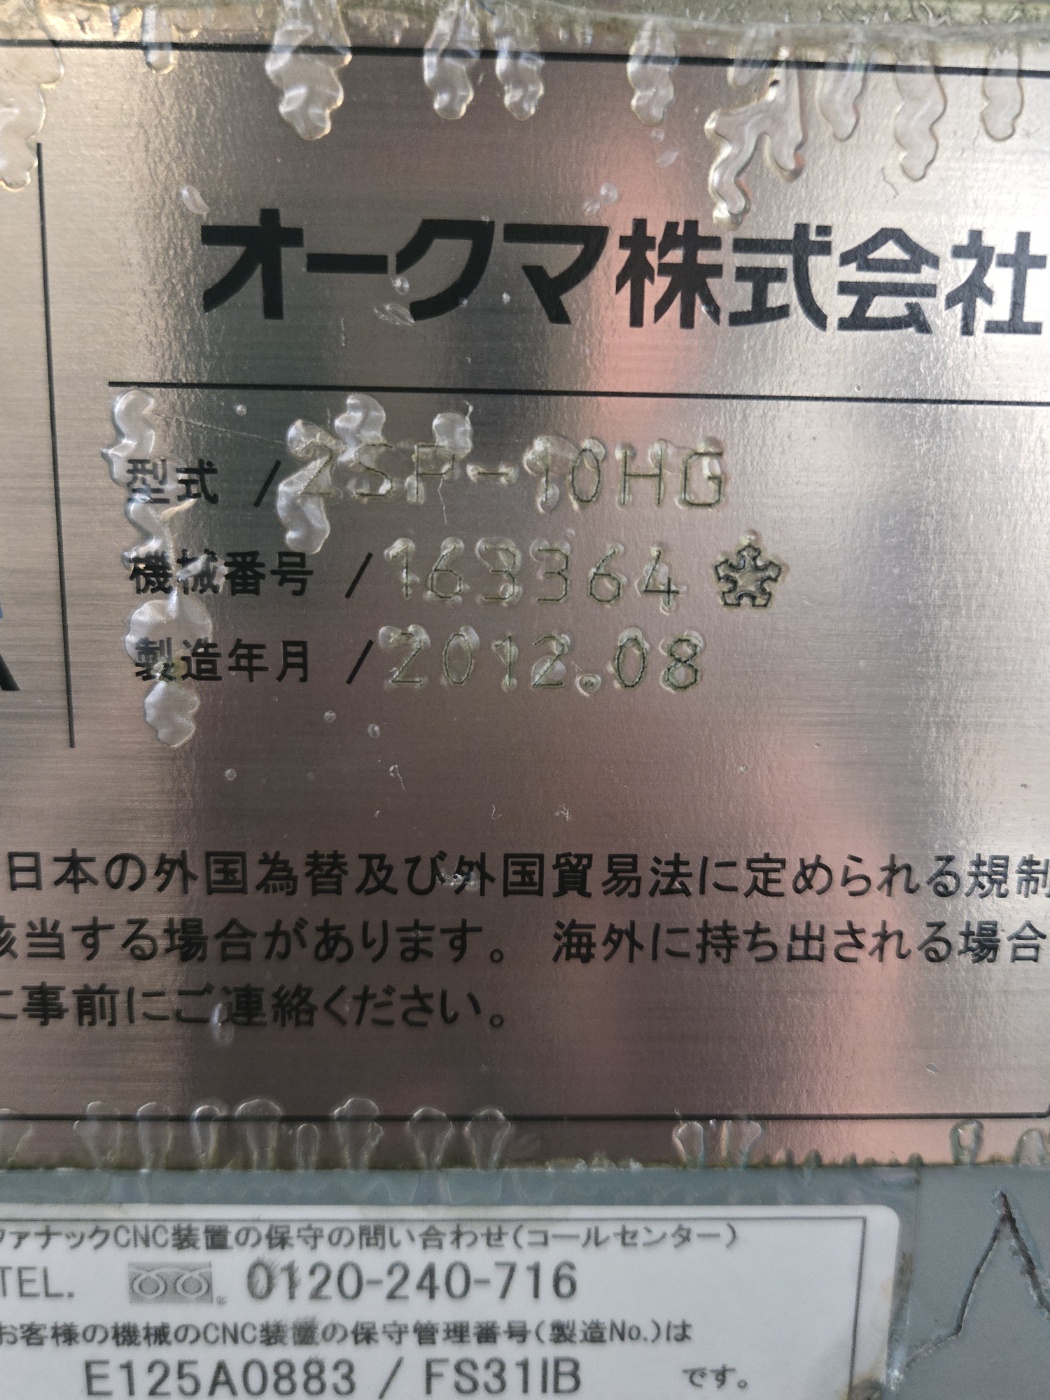 オークマ株式会社
型式 / 2SP-10HG
機械番号 / 163364
製造年月 / 2012.08
日本の外国為替及び外国貿易法に定められる規制
該当する場合があります。 海外に持ち出される場合
に事前にご連絡ください。
ファナックCNC装置の保守の問い合わせ(コールセンター)
TEL. 0120-240-716
お客様の機械のCNC装置の保守管理番号(製造No.)は
E125A0883 / FS31IB です。